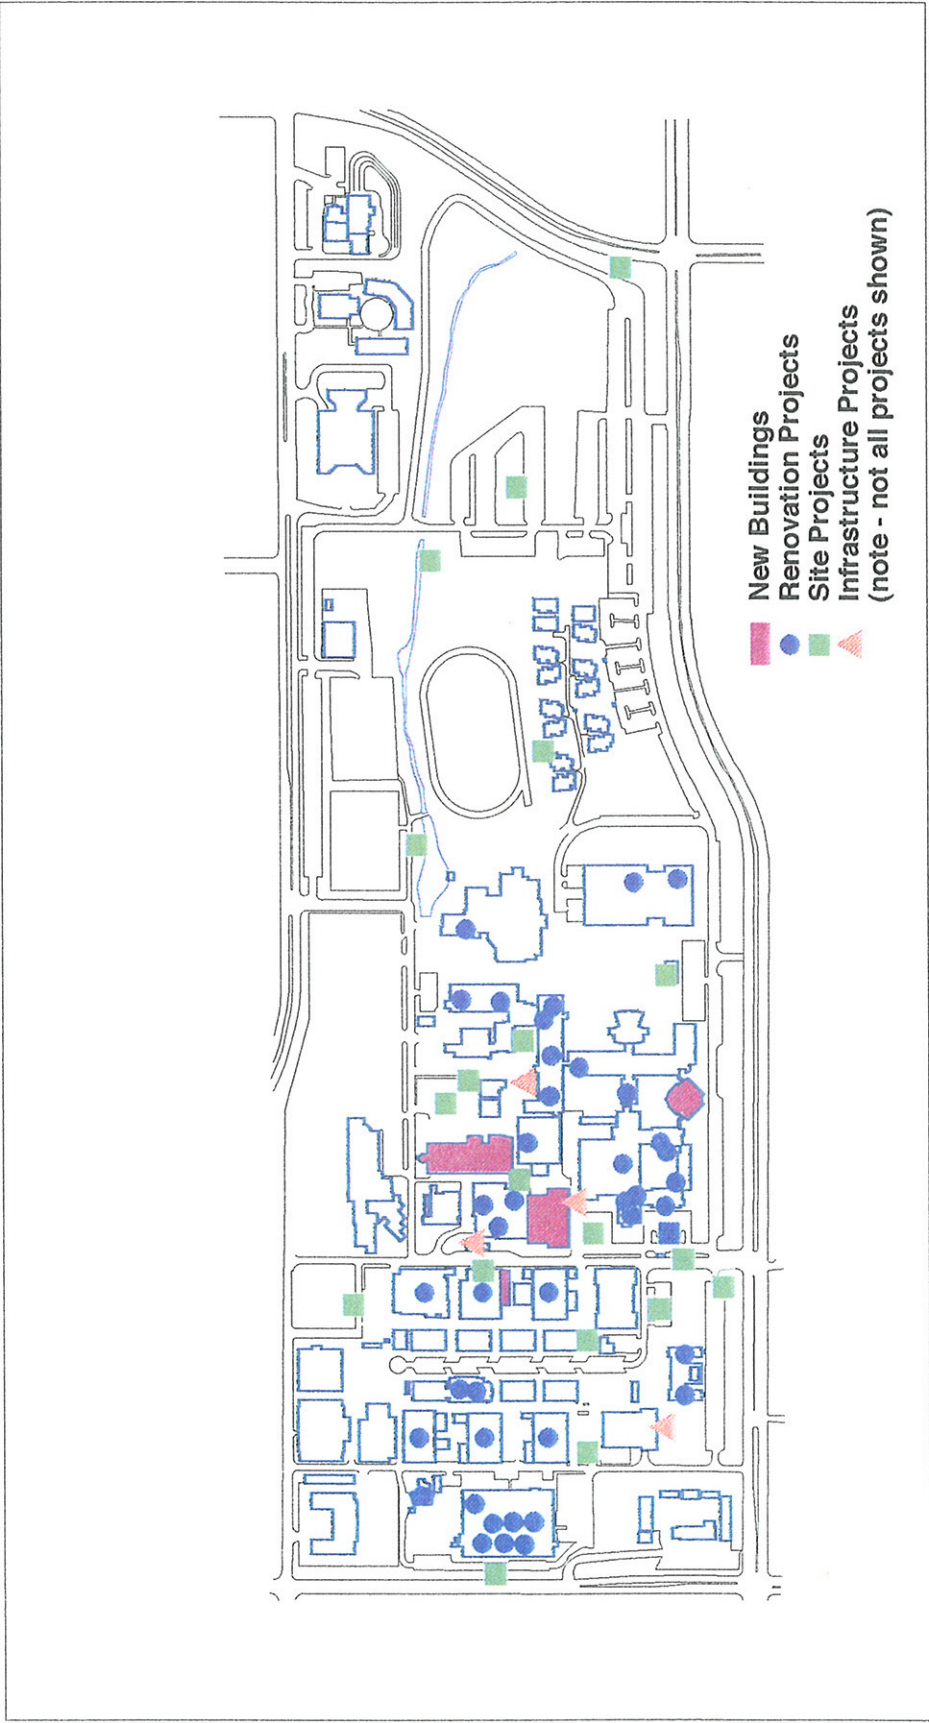 New Buildings
Renovation Projects
Site Projects
Infrastructure Projects
(note - not all projects shown)